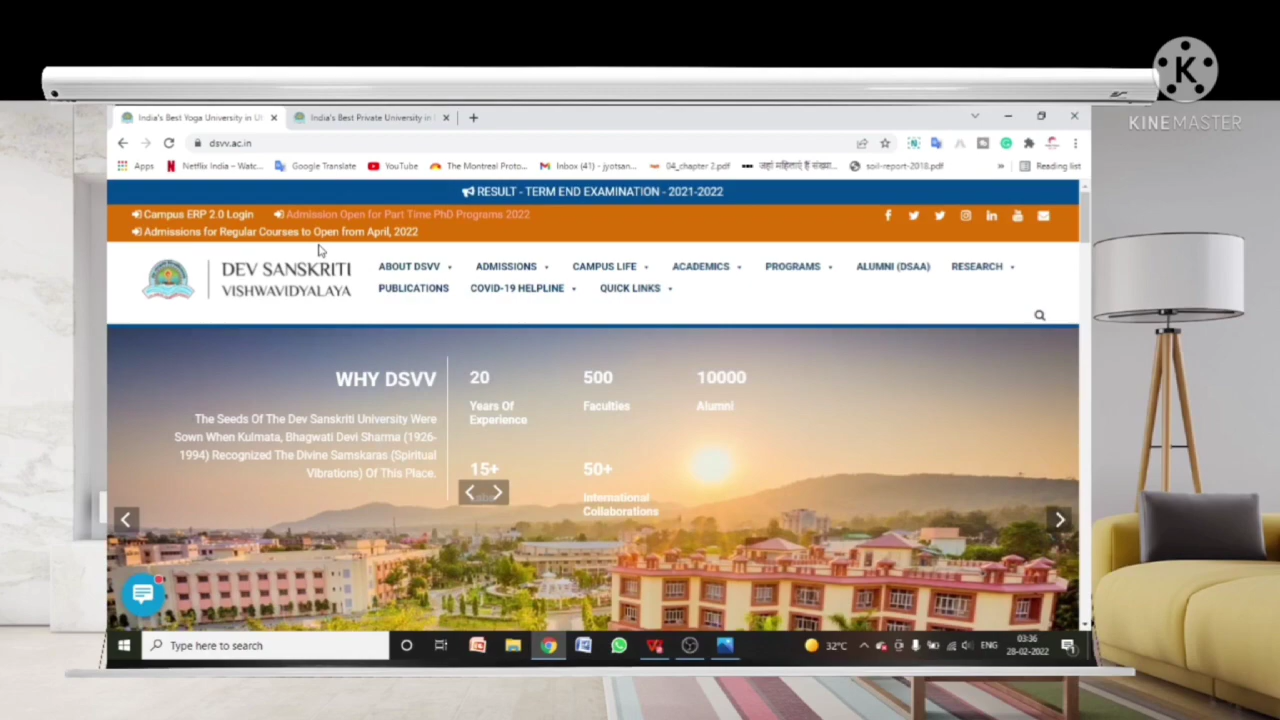 K
KINEMASTER
India's Best Yoga University in U
India's Best Private University in
dsvv.ac.in
Apps Netflix India – Watc... Google Translate YouTube The Montreal Proto... Inbox (41) - jyotsan... 04_chapter 2.pdf जहां महिलाएं हैं संख्या... soil-report-2018.pdf » Reading list
RESULT - TERM END EXAMINATION - 2021-2022
Campus ERP 2.0 Login Admission Open for Part Time PhD Programs 2022
Admissions for Regular Courses to Open from April, 2022
DEV SANSKRITI
VISHWAVIDYALAYA
ABOUT DSVV ADMISSIONS CAMPUS LIFE ACADEMICS PROGRAMS ALUMNI (DSAA) RESEARCH
PUBLICATIONS COVID-19 HELPLINE QUICK LINKS
WHY DSVV
The Seeds Of The Dev Sanskriti University Were
Sown When Kulmata, Bhagwati Devi Sharma (1926-
1994) Recognized The Divine Samskaras (Spiritual
Vibrations) Of This Place.
20
Years Of
Experience
500
Faculties
10000
Alumni
15+
50+
International
Collaborations
Type here to search
32°C
ENG
03:36
28-02-2022
1